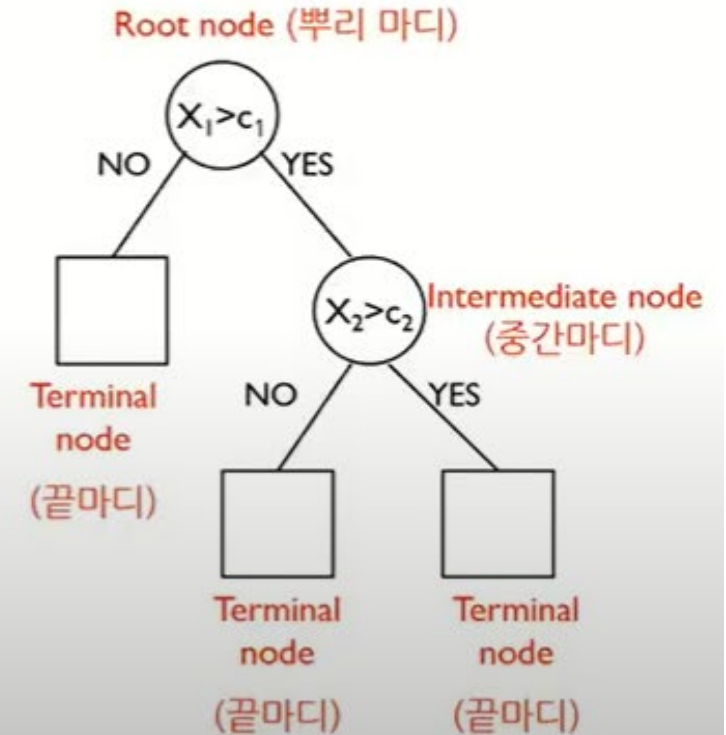 Root node (뿌리 마디)
X₁>c₁
NO
YES
X₂>c₂
Intermediate node
(중간마디)
Terminal
node
(끝마디)
NO
YES
Terminal
node
(끝마디)
Terminal
node
(끝마디)